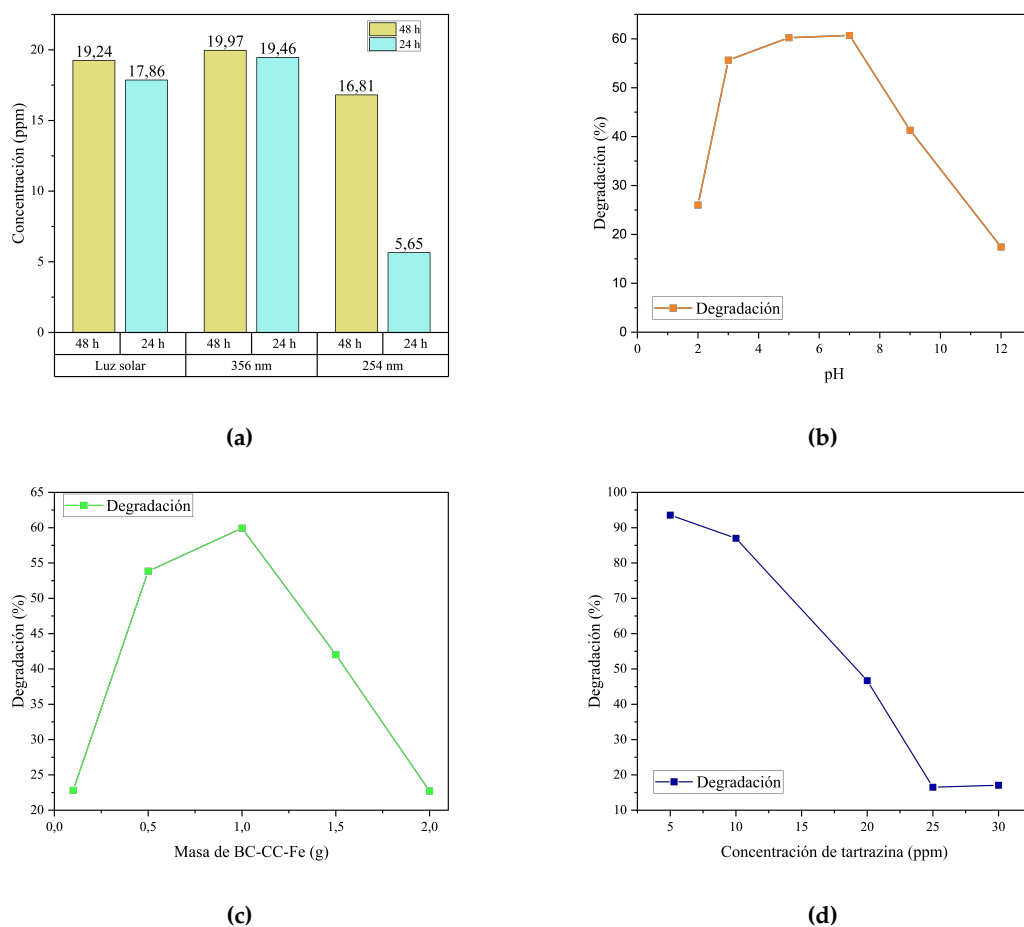 48 h
24 h
19,24
17,86
19,97
19,46
16,81
5,65
20
15
10
5
0
Concentración (ppm)
48 h 24 h 48 h 24 h 48 h 24 h
Luz solar 356 nm 254 nm
(a)
60
50
40
30
20
10
0
Degradación (%)
Degradación
0 2 4 6 8 10 12
pH
(b)
65
60
55
50
45
40
35
30
25
20
Degradación (%)
Degradación
0,0 0,5 1,0 1,5 2,0
Masa de BC-CC-Fe (g)
(c)
100
90
80
70
60
50
40
30
20
10
Degradación (%)
Degradación
5 10 15 20 25 30
Concentración de tartrazina (ppm)
(d)